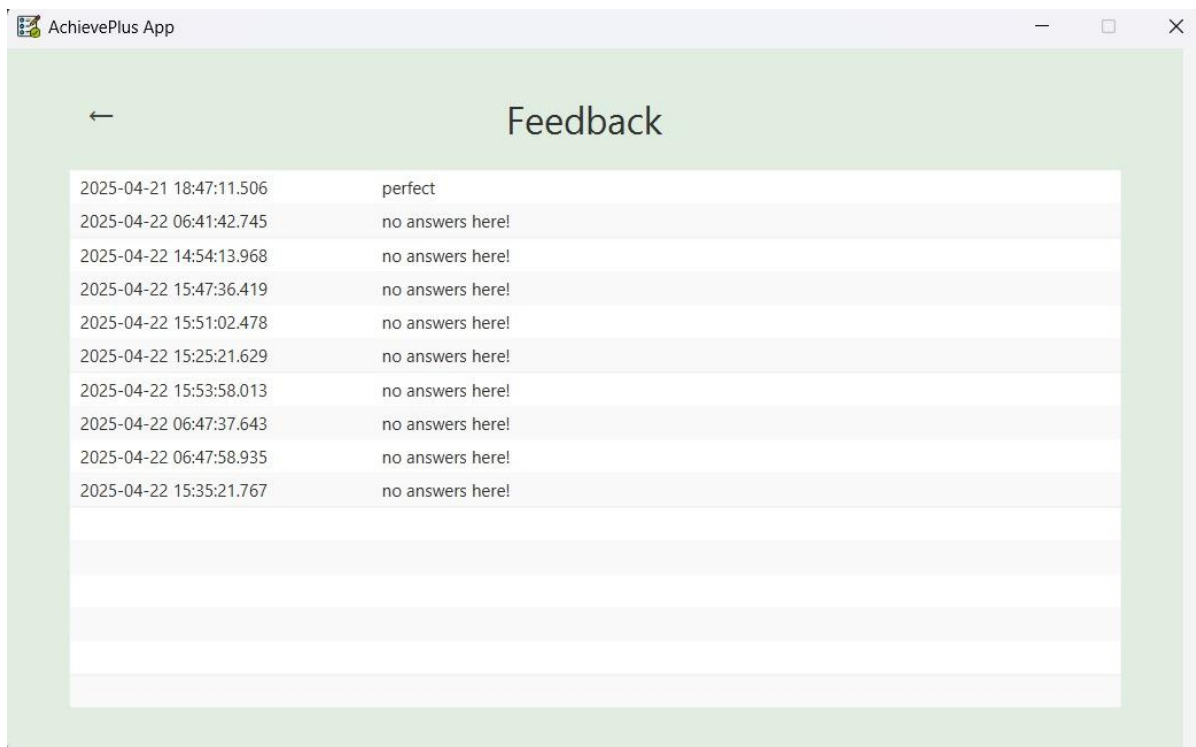 AchievePlus App
← Feedback
2025-04-21 18:47:11.506 perfect
2025-04-22 06:41:42.745 no answers here!
2025-04-22 14:54:13.968 no answers here!
2025-04-22 15:47:36.419 no answers here!
2025-04-22 15:51:02.478 no answers here!
2025-04-22 15:25:21.629 no answers here!
2025-04-22 15:53:58.013 no answers here!
2025-04-22 06:47:37.643 no answers here!
2025-04-22 06:47:58.935 no answers here!
2025-04-22 15:35:21.767 no answers here!